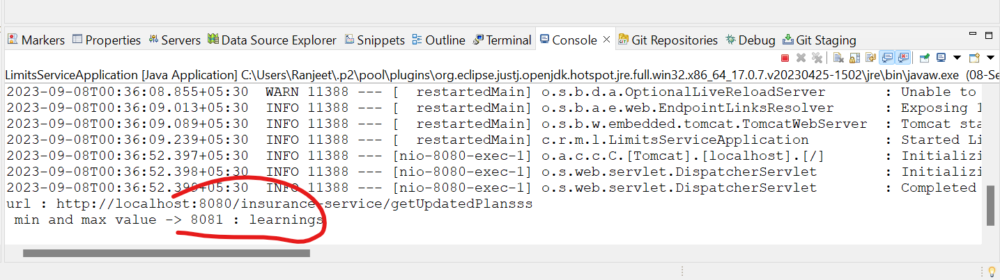 Markers Properties Servers Data Source Explorer Snippets Outline Terminal Console Git Repositories Debug Git Staging
LimitsServiceApplication [Java Application] C:\Users\Ranjeet\.p2\pool\plugins\org.eclipse.justj.openjdk.hotspot.jre.full.win32.x86_64_17.0.7.v20230425-1502\jre\bin\javaw.exe (08-Se
2023-09-08T00:36:08.855+05:30  WARN 11388 --- [  restartedMain] o.s.b.d.a.OptionalLiveReloadServer       : Unable to
2023-09-08T00:36:09.013+05:30  INFO 11388 --- [  restartedMain] o.s.b.a.e.web.EndpointLinksResolver      : Exposing 1
2023-09-08T00:36:09.089+05:30  INFO 11388 --- [  restartedMain] o.s.b.w.embedded.tomcat.TomcatWebServer  : Tomcat sta
2023-09-08T00:36:09.239+05:30  INFO 11388 --- [  restartedMain] c.r.m.l.LimitsServiceApplication         : Started Li
2023-09-08T00:36:52.397+05:30  INFO 11388 --- [nio-8080-exec-1] o.a.c.c.C.[Tomcat].[localhost].[/]       : Initializi
2023-09-08T00:36:52.398+05:30  INFO 11388 --- [nio-8080-exec-1] o.s.web.servlet.DispatcherServlet        : Initializi
2023-09-08T00:36:52.399+05:30  INFO 11388 --- [nio-8080-exec-1] o.s.web.servlet.DispatcherServlet        : Completed
url : http://localhost:8080/insurance-service/getUpdatedPlansss
 min and max value -> 8081 : learnings